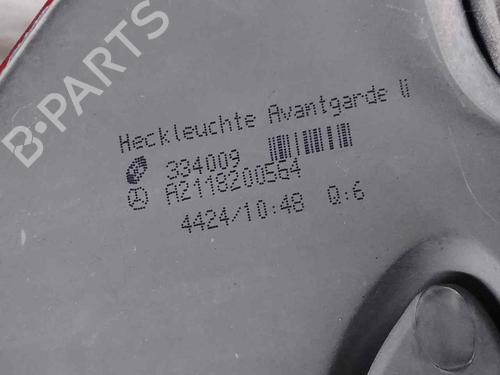 B-PARTS
Heckleuchte Avantgarde li
334009
A2118200564
4424/10:48 Q:6